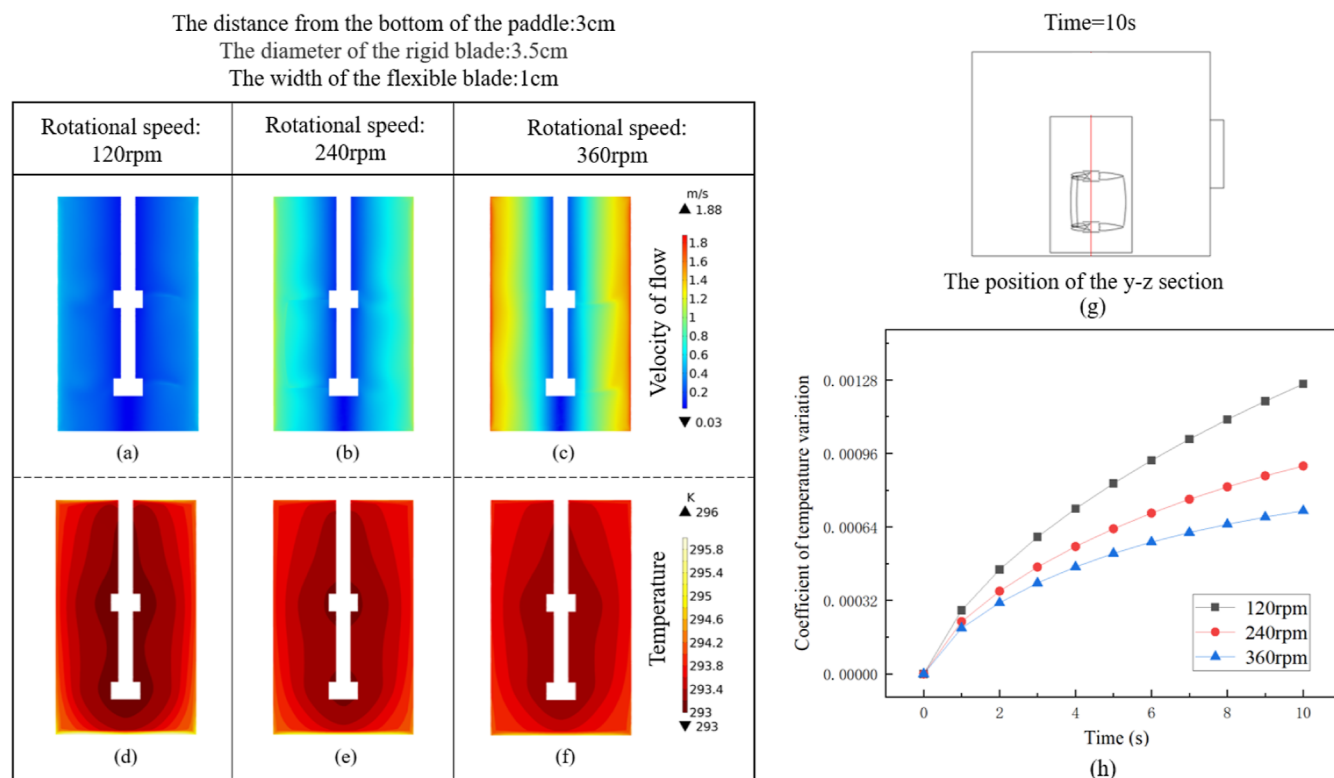 The distance from the bottom of the paddle:3cm
The diameter of the rigid blade:3.5cm
The width of the flexible blade:1cm
Rotational speed:
120rpm
Rotational speed:
240rpm
Rotational speed:
360rpm
m/s
▲ 1.88
1.8
1.6
1.4
1.2
1
0.8
0.6
0.4
0.2
▼ 0.03
Velocity of flow
(a)
(b)
(c)
K
▲ 296
295.8
295.4
295
294.6
294.2
293.8
293.4
293
▼ 293
Temperature
(d)
(e)
(f)
Time=10s
The position of the y-z section
(g)
Coefficient of temperature variation
0.00128
0.00096
0.00064
0.00032
0.00000
120rpm
240rpm
360rpm
0 2 4 6 8 10
Time (s)
(h)